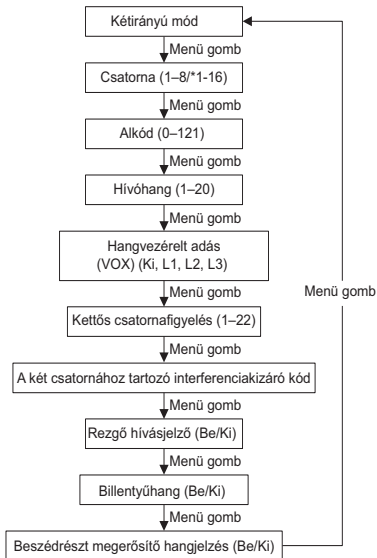 Kétirányú mód
Menü gomb
Csatorna (1–8/*1-16)
Menü gomb
Alkód (0–121)
Menü gomb
Hívóhang (1–20)
Menü gomb
Hangvezérelt adás
(VOX) (Ki, L1, L2, L3)
Menü gomb
Menü gomb
Kettős csatornafigyelés (1–22)
Menü gomb
A két csatornához tartozó interferenciakizáró kód
Menü gomb
Rezgő hívásjelző (Be/Ki)
Menü gomb
Billentyűhang (Be/Ki)
Menü gomb
Beszédrészt megerősítő hangjelzés (Be/Ki)